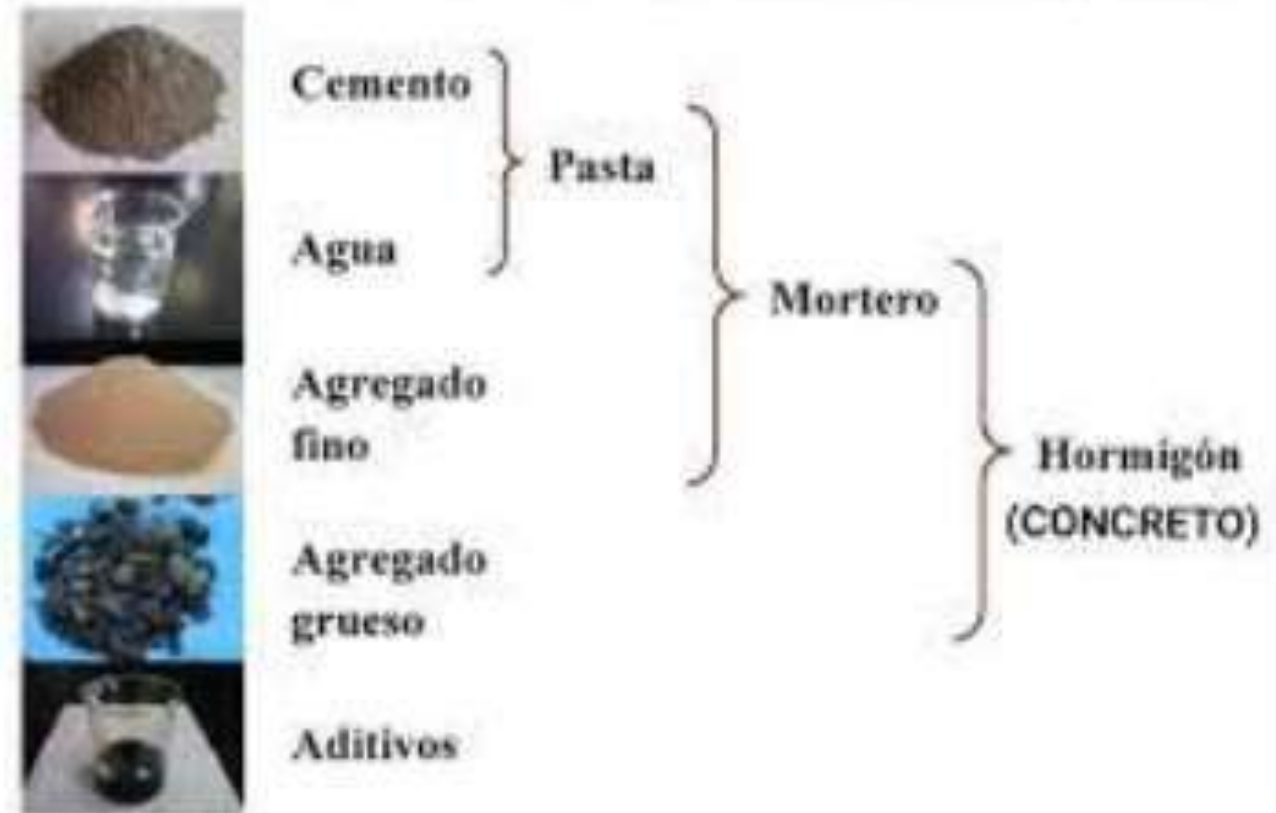 Cemento
Pasta
Agua
Mortero
Agregado
fino
Hormigón
(CONCRETO)
Agregado
grueso
Aditivos